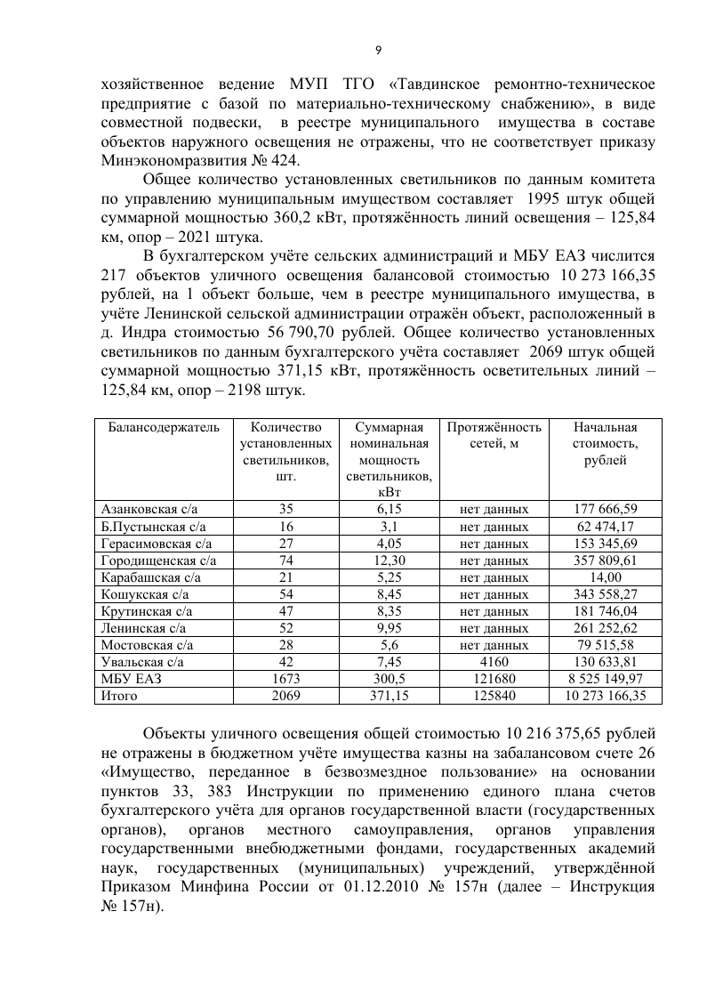 9
хозяйственное ведение МУП ТГО «Тавдинское ремонтно-техническое
предприятие с базой по материально-техническому снабжению», в виде
совместной подвески, в реестре муниципального имущества в составе
объектов наружного освещения не отражены, что не соответствует приказу
Минэкономразвития № 424.
Общее количество установленных светильников по данным комитета
по управлению муниципальным имуществом составляет 1995 штук общей
суммарной мощностью 360,2 кВт, протяжённость линий освещения – 125,84
км, опор – 2021 штука.
В бухгалтерском учёте сельских администраций и МБУ ЕАЗ числится
217 объектов уличного освещения балансовой стоимостью 10 273 166,35
рублей, на 1 объект больше, чем в реестре муниципального имущества, в
учёте Ленинской сельской администрации отражён объект, расположенный в
д. Индра стоимостью 56 790,70 рублей. Общее количество установленных
светильников по данным бухгалтерского учёта составляет 2069 штук общей
суммарной мощностью 371,15 кВт, протяжённость осветительных линий –
125,84 км, опор – 2198 штук.
Балансодержатель Количество Суммарная Протяжённость Начальная
установленных номинальная сетей, м стоимость,
светильников, мощность рублей
шт. светильников,
кВт
Азанковская с/а 35 6,15 нет данных 177 666,59
Б.Пустынская с/а 16 3,1 нет данных 62 474,17
Герасимовская с/а 27 4,05 нет данных 153 345,69
Городищенская с/а 74 12,30 нет данных 357 809,61
Карабашская с/а 21 5,25 нет данных 14,00
Кошукская с/а 54 8,45 нет данных 343 558,27
Крутинская с/а 47 8,35 нет данных 181 746,04
Ленинская с/а 52 9,95 нет данных 261 252,62
Мостовская с/а 28 5,6 нет данных 79 515,58
Увальская с/а 42 7,45 4160 130 633,81
МБУ ЕАЗ 1673 300,5 121680 8 525 149,97
Итого 2069 371,15 125840 10 273 166,35
Объекты уличного освещения общей стоимостью 10 216 375,65 рублей
не отражены в бюджетном учёте имущества казны на забалансовом счете 26
«Имущество, переданное в безвозмездное пользование» на основании
пунктов 33, 383 Инструкции по применению единого плана счетов
бухгалтерского учёта для органов государственной власти (государственных
органов), органов местного самоуправления, органов управления
государственными внебюджетными фондами, государственных академий
наук, государственных (муниципальных) учреждений, утверждённой
Приказом Минфина России от 01.12.2010 № 157н (далее – Инструкция
№ 157н).